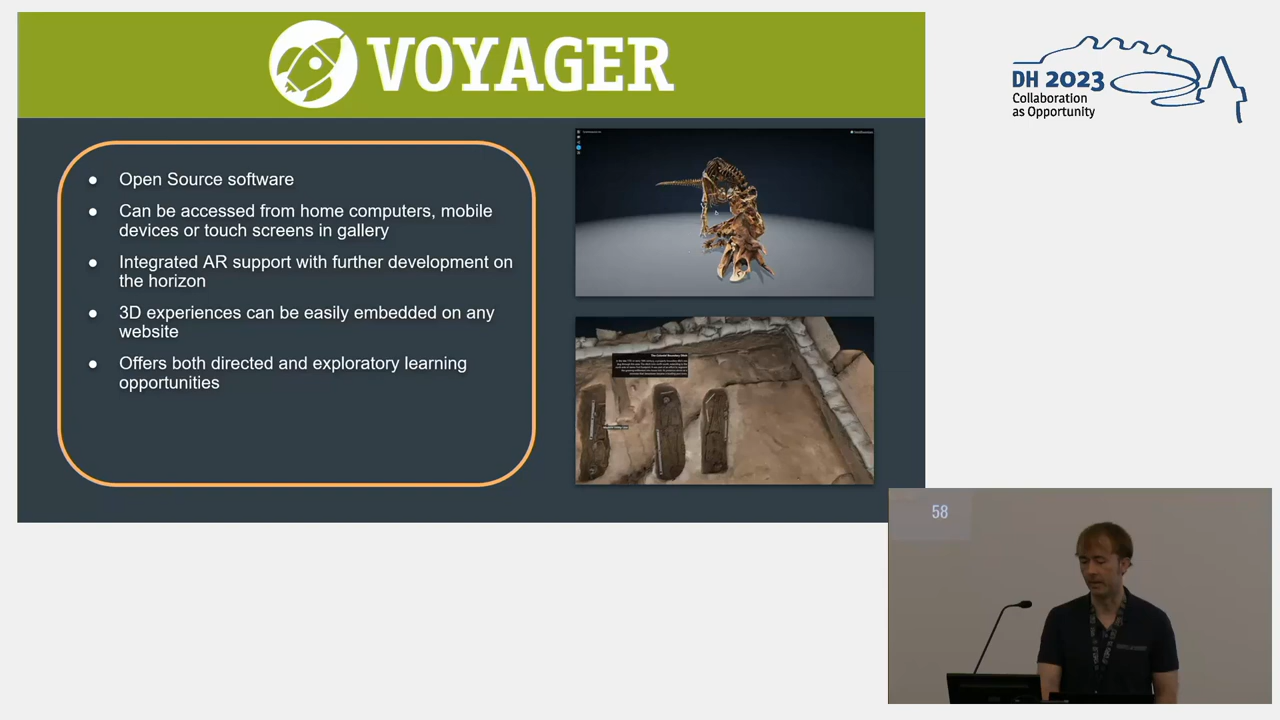 VOYAGER
DH 2023
Collaboration
as Opportunity
● Open Source software
● Can be accessed from home computers, mobile
devices or touch screens in gallery
● Integrated AR support with further development on
the horizon
● 3D experiences can be easily embedded on any
website
● Offers both directed and exploratory learning
opportunities
58